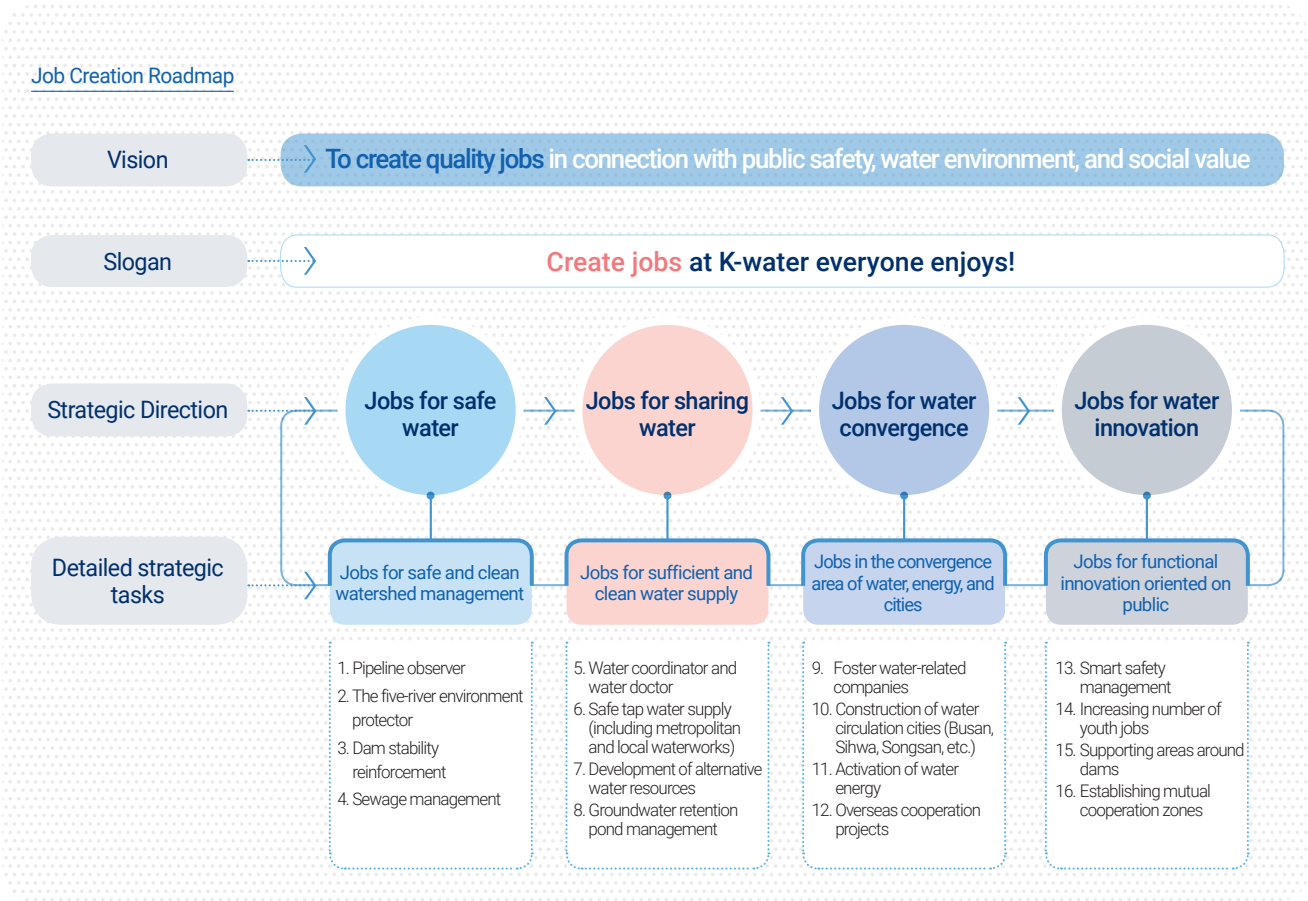 Job Creation Roadmap
Vision
To create quality jobs in connection with public safety, water environment, and social value
Slogan
Create jobs at K-water everyone enjoys!
Strategic Direction
Jobs for safe
water
Jobs for sharing
water
Jobs for water
convergence
Jobs for water
innovation
Detailed strategic
tasks
Jobs for safe and clean
watershed management
Jobs for sufficient and
clean water supply
Jobs in the convergence
area of water, energy, and
cities
Jobs for functional
innovation oriented on
public
1. Pipeline observer
2. The five-river environment
protector
3. Dam stability
reinforcement
4. Sewage management
5. Water coordinator and
water doctor
6. Safe tap water supply
(including metropolitan
and local waterworks)
7. Development of alternative
water resources
8. Groundwater retention
pond management
9. Foster water-related
companies
10. Construction of water
circulation cities (Busan,
Sihwa, Songsan, etc.)
11. Activation of water
energy
12. Overseas cooperation
projects
13. Smart safety
management
14. Increasing number of
youth jobs
15. Supporting areas around
dams
16. Establishing mutual
cooperation zones